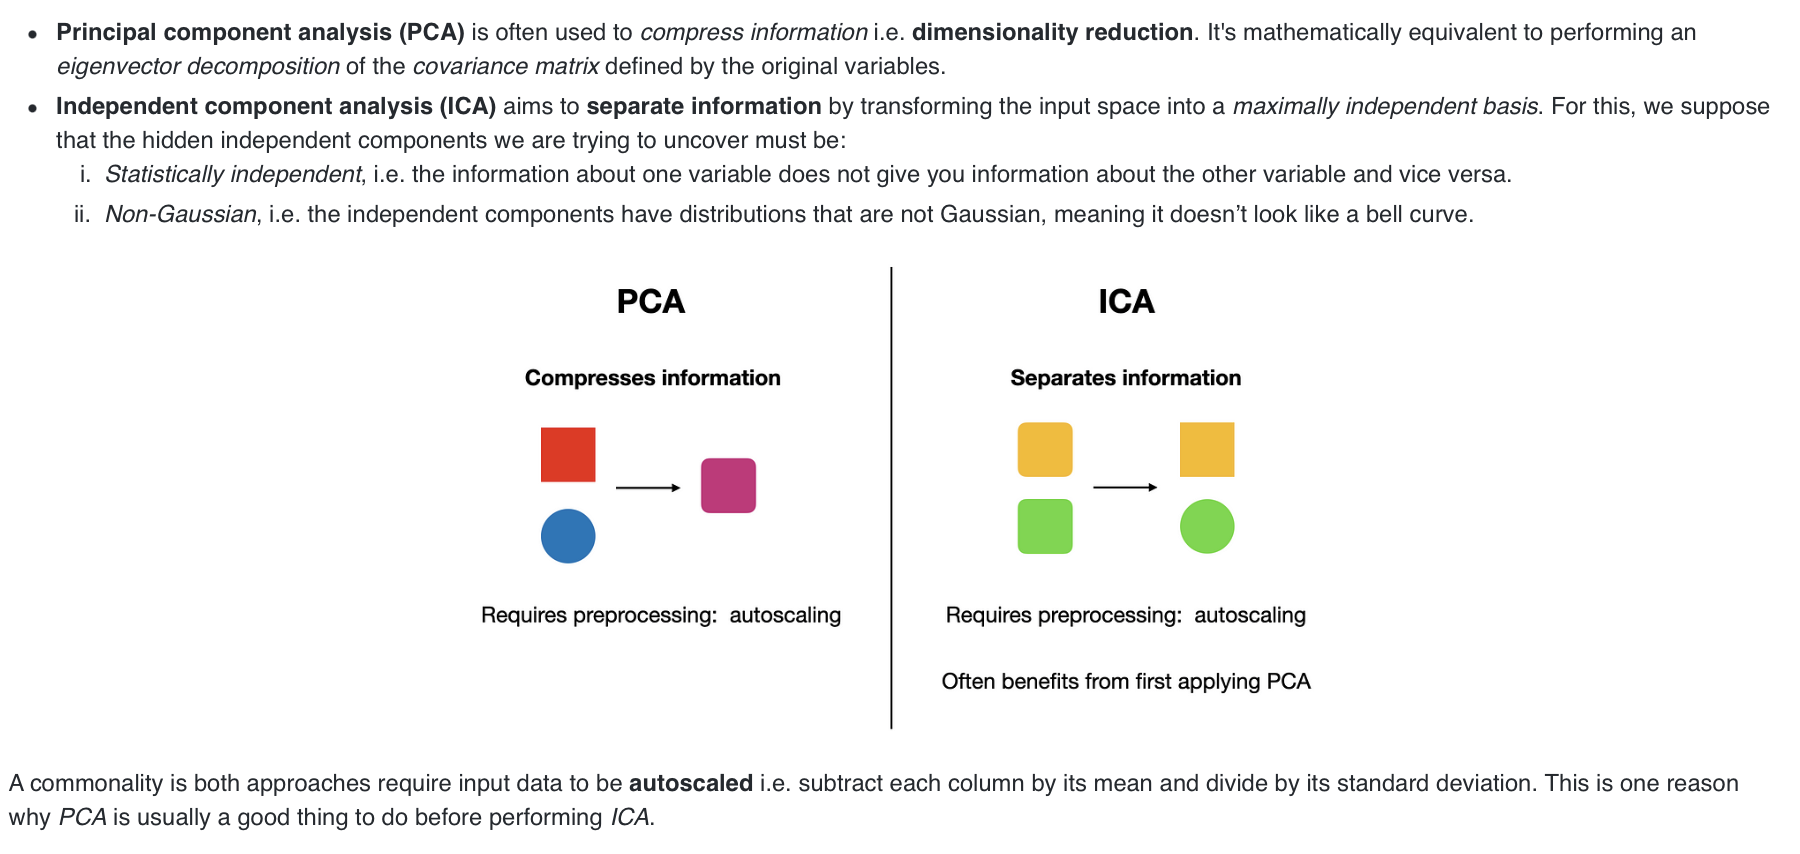 • Principal component analysis (PCA) is often used to compress information i.e. dimensionality reduction. It's mathematically equivalent to performing an
eigenvector decomposition of the covariance matrix defined by the original variables.
• Independent component analysis (ICA) aims to separate information by transforming the input space into a maximally independent basis. For this, we suppose
that the hidden independent components we are trying to uncover must be:
i. Statistically independent, i.e. the information about one variable does not give you information about the other variable and vice versa.
ii. Non-Gaussian, i.e. the independent components have distributions that are not Gaussian, meaning it doesn’t look like a bell curve.
PCA
Compresses information
Requires preprocessing: autoscaling
ICA
Separates information
Requires preprocessing: autoscaling
Often benefits from first applying PCA
A commonality is both approaches require input data to be autoscaled i.e. subtract each column by its mean and divide by its standard deviation. This is one reason
why PCA is usually a good thing to do before performing ICA.